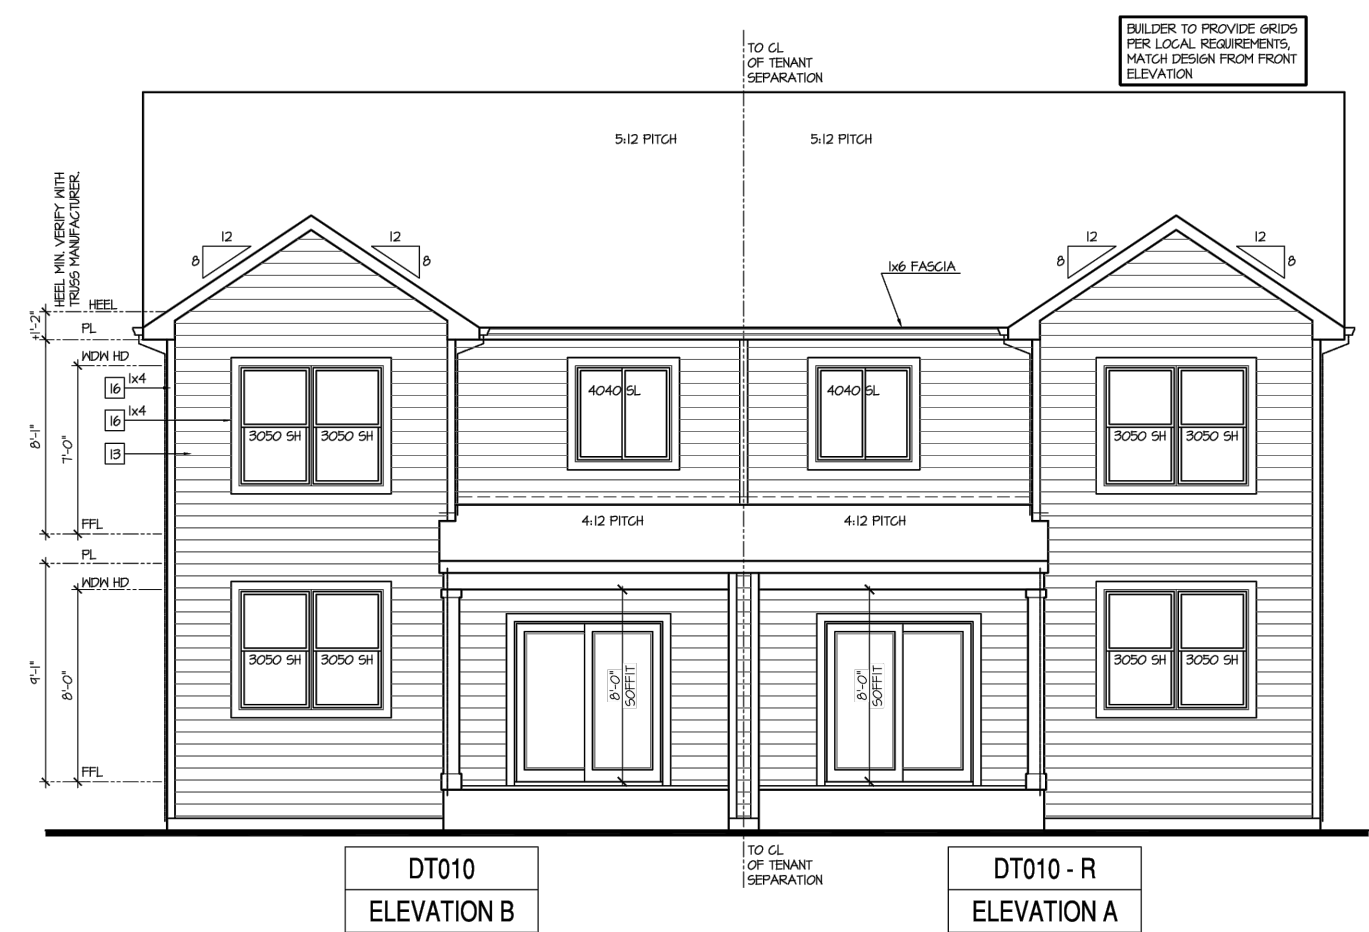 BUILDER TO PROVIDE GRIDS
PER LOCAL REQUIREMENTS,
MATCH DESIGN FROM FRONT
ELEVATION
TO CL
OF TENANT
SEPARATION
5:12 PITCH
5:12 PITCH
HEEL MIN. VERIFY WITH
TRUSS MANUFACTURER.
12
8
12
8
12
8
12
8
1x6 FASCIA
HEEL
±1'-2"
PL
WDW HD
16
1x4
16
1x4
13
8'-1"
7'-0"
3050 SH
3050 SH
4040 SL
4040 SL
3050 SH
3050 SH
FFL
4:12 PITCH
4:12 PITCH
PL
WDW HD
9'-1"
8'-0"
3050 SH
3050 SH
8'-0"
SOFFIT
8'-0"
SOFFIT
3050 SH
3050 SH
FFL
TO CL
OF TENANT
SEPARATION
DT010
ELEVATION B
DT010 - R
ELEVATION A